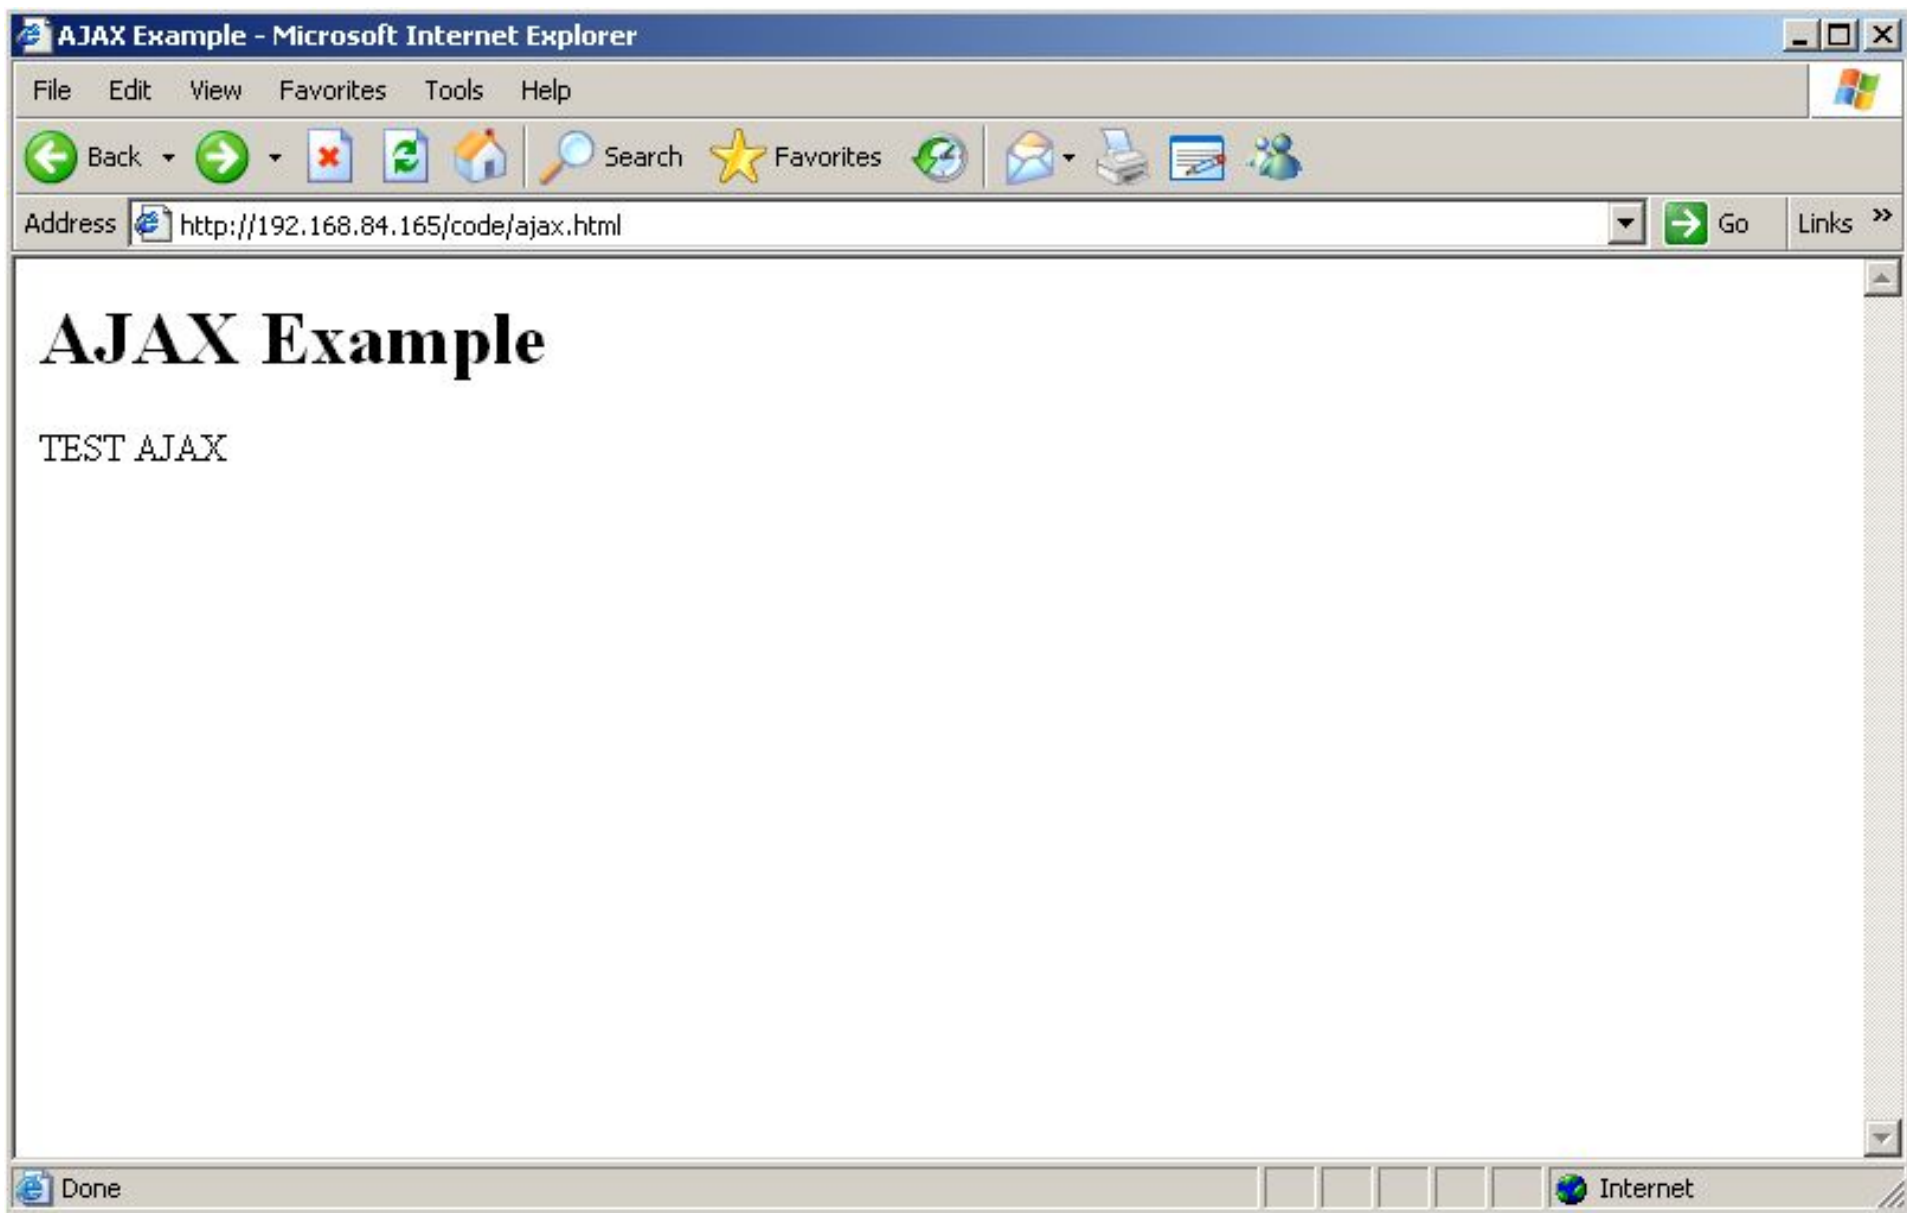 AJAX Example - Microsoft Internet Explorer
File Edit View Favorites Tools Help
Back Search Favorites
Address http://192.168.84.165/code/ajax.html Go Links »
AJAX Example
TEST AJAX
Done Internet